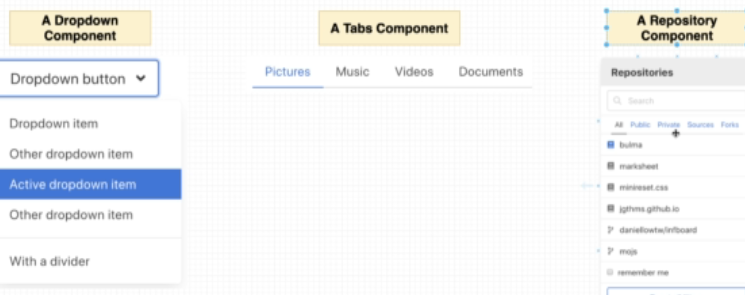 A Dropdown
Component
Dropdown button
Dropdown item
Other dropdown item
Active dropdown item
Other dropdown item
With a divider
A Tabs Component
Pictures Music Videos Documents
A Repository
Component
Repositories
Search
All Public Private Sources Forks
bulma
marksheet
minireset.css
jgthms.github.io
daniellowtw/infboard
mojs
remember me